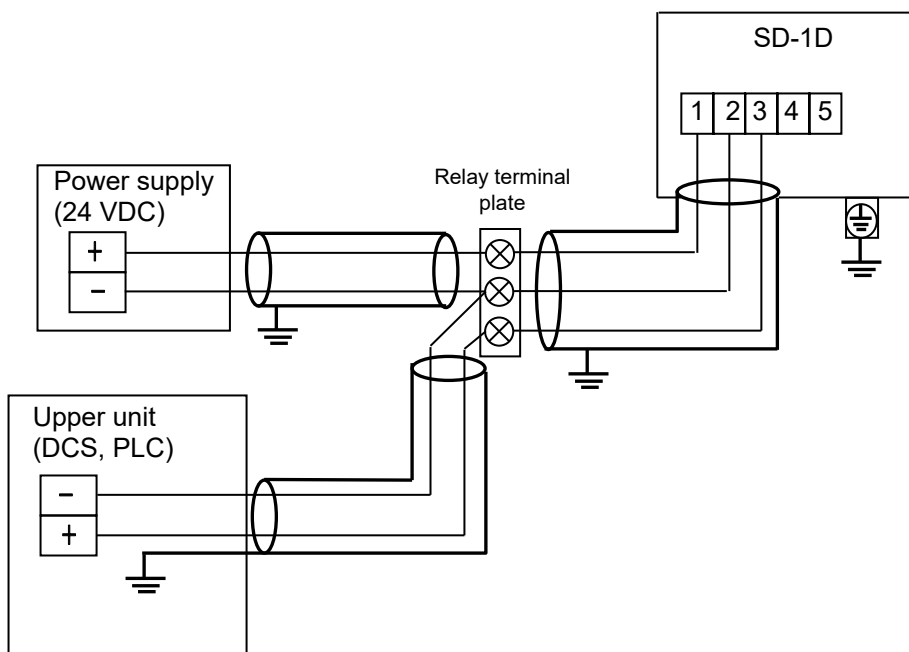 SD-1D
1 2 3 4 5
Power supply
(24 VDC)
+
-
Relay terminal
plate
Upper unit
(DCS, PLC)
-
+